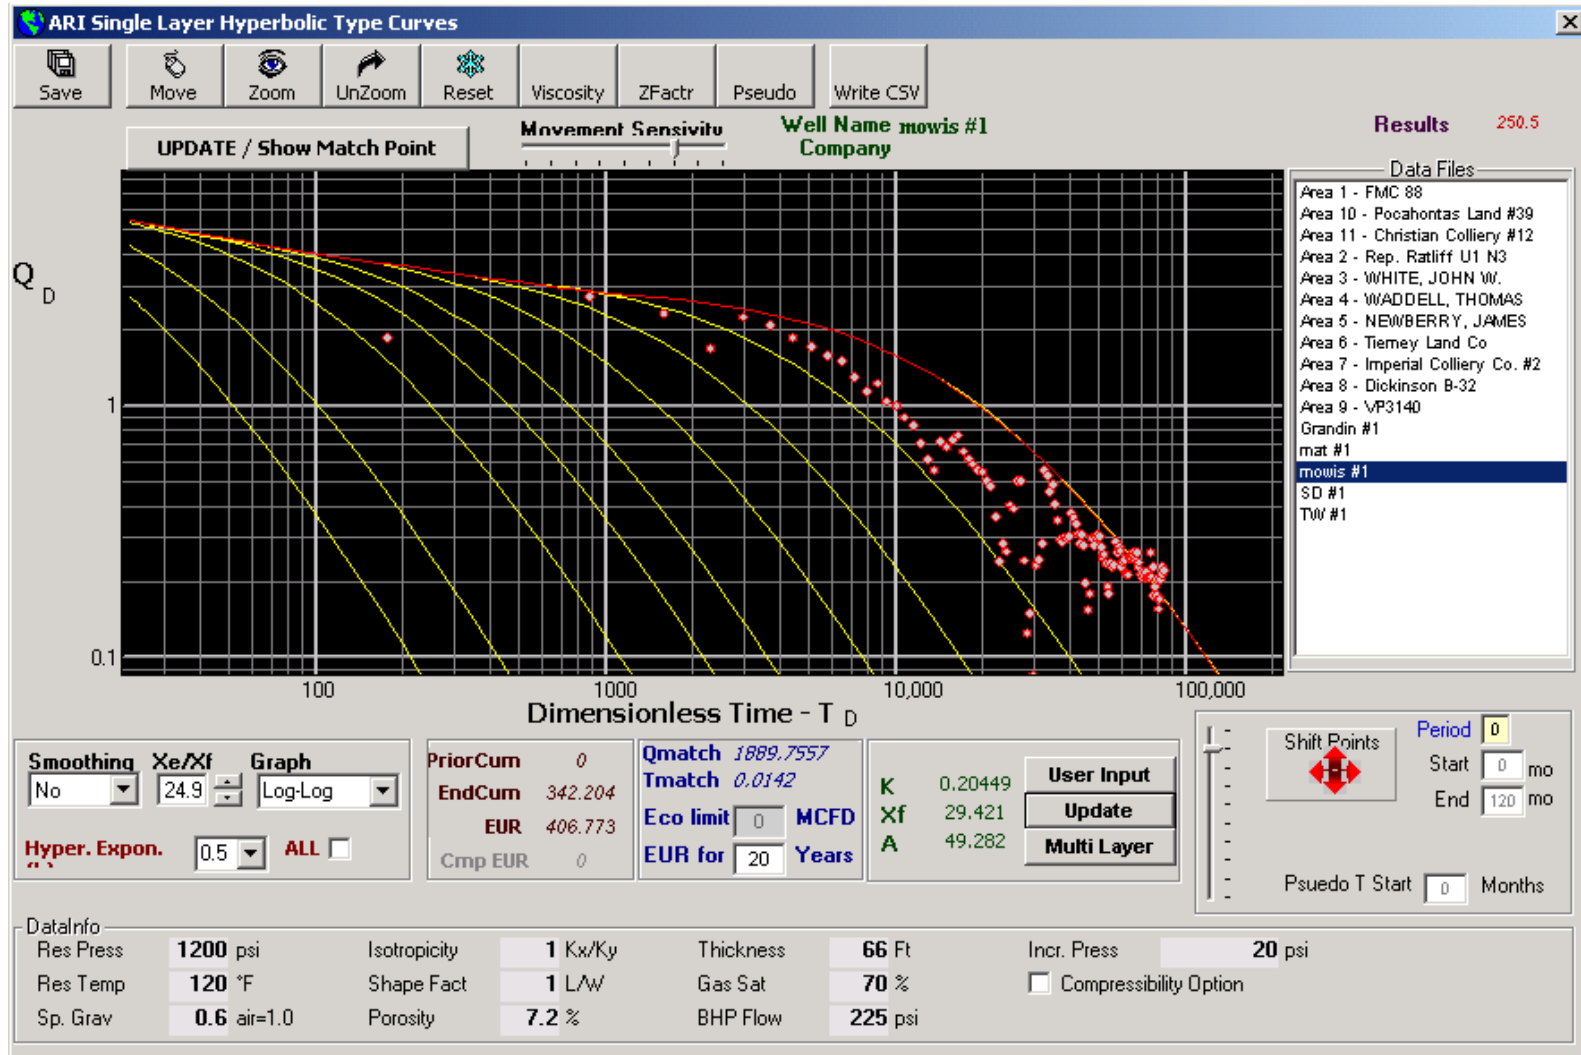 ARI Single Layer Hyperbolic Type Curves
Save Move Zoom UnZoom Reset Viscosity ZFactr Pseudo Write CSV
UPDATE / Show Match Point
Movement Sensivity
Well Name mowis #1
Company
Results 250.5
Data Files
Area 1 - FMC 88
Area 10 - Pocahontas Land #39
Area 11 - Christian Colliery #12
Area 2 - Rep. Ratliff U1 N3
Area 3 - WHITE, JOHN W.
Area 4 - WADDELL, THOMAS
Area 5 - NEWBERRY, JAMES
Area 6 - Tierney Land Co
Area 7 - Imperial Colliery Co. #2
Area 8 - Dickinson B-32
Area 9 - VP3140
Grandin #1
mat #1
mowis #1
SD #1
TW #1
Q D
1
0.1
100 1000 10,000 100,000
Dimensionless Time - T D
Smoothing Xe/Xf Graph
No 24.9 Log-Log
Hyper. Expon. 0.5 ALL
PriorCum 0
EndCum 342.204
EUR 406.773
Cmp EUR 0
Qmatch 1889.7557
Tmatch 0.0142
Eco limit 0 MCFD
EUR for 20 Years
K 0.20449
Xf 29.421
A 49.282
User Input
Update
Multi Layer
Shift Points
Period 0
Start 0 mo
End 120 mo
Psuedo T Start 0 Months
DataInfo
Res Press 1200 psi Isotropicity 1 Kx/Ky Thickness 66 Ft Incr. Press 20 psi
Res Temp 120 °F Shape Fact 1 L/W Gas Sat 70 % Compressibility Option
Sp. Grav 0.6 air=1.0 Porosity 7.2 % BHP Flow 225 psi